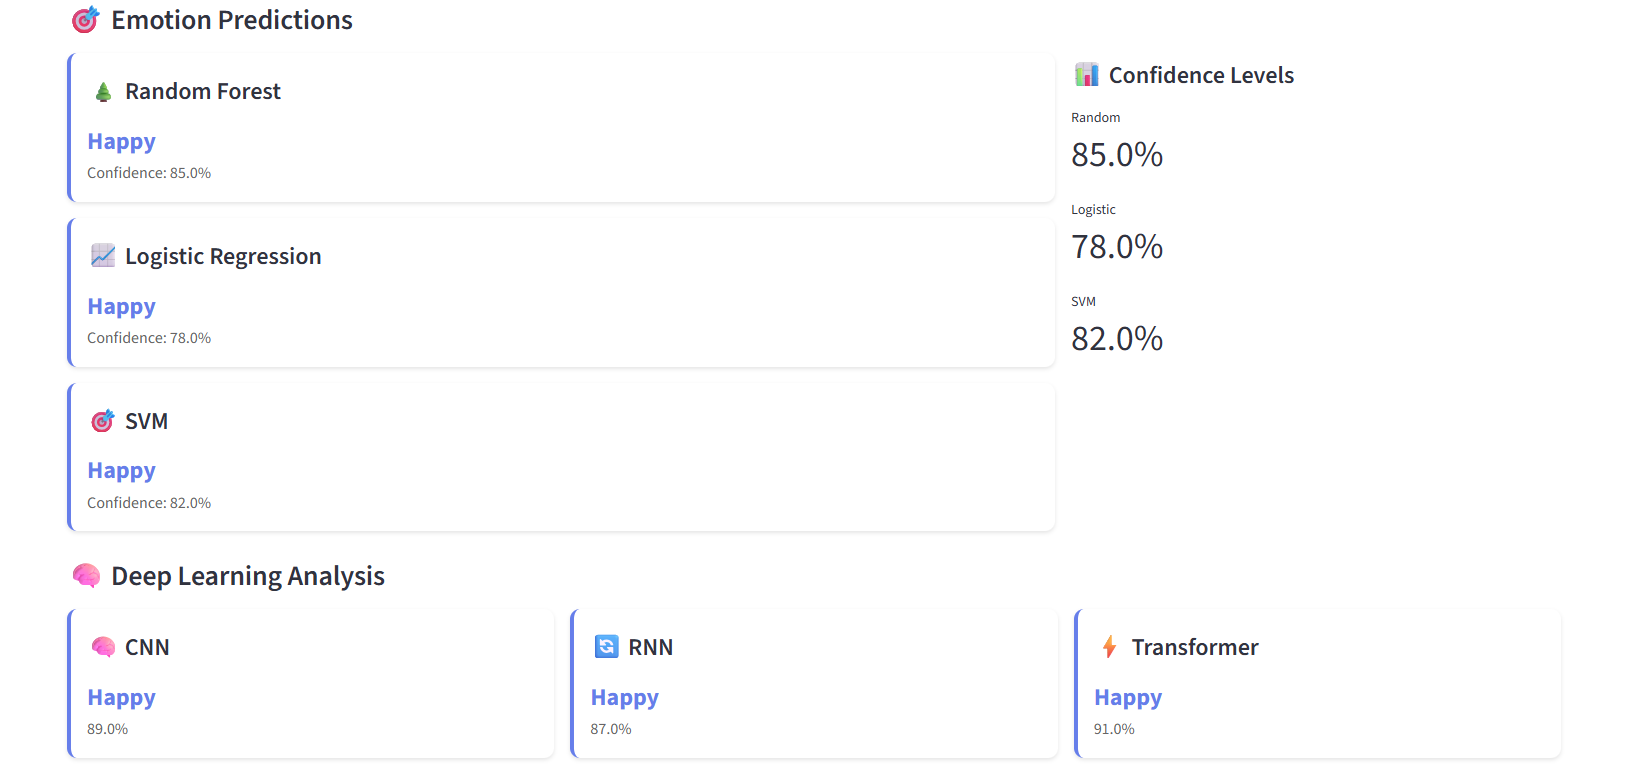 Emotion Predictions
Random Forest
Happy
Confidence: 85.0%
Logistic Regression
Happy
Confidence: 78.0%
SVM
Happy
Confidence: 82.0%
Confidence Levels
Random
85.0%
Logistic
78.0%
SVM
82.0%
Deep Learning Analysis
CNN
Happy
89.0%
RNN
Happy
87.0%
Transformer
Happy
91.0%